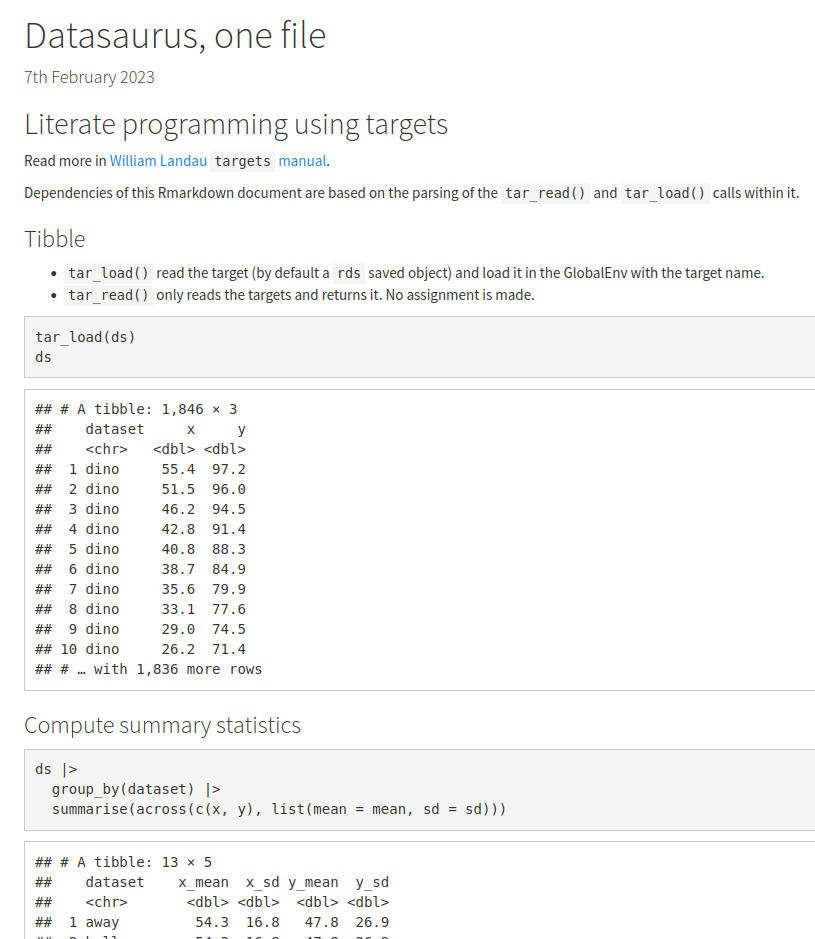 Datasaurus, one file
7th February 2023
Literate programming using targets
Read more in William Landau targets manual.
Dependencies of this Rmarkdown document are based on the parsing of the tar_read() and tar_load() calls within it.
Tibble
• tar_load() read the target (by default a rds saved object) and load it in the GlobalEnv with the target name.
• tar_read() only reads the targets and returns it. No assignment is made.
tar_load(ds)
ds
## # A tibble: 1,846 × 3
##    dataset     x     y
##    <chr>   <dbl> <dbl>
##  1 dino     55.4  97.2
##  2 dino     51.5  96.0
##  3 dino     46.2  94.5
##  4 dino     42.8  91.4
##  5 dino     40.8  88.3
##  6 dino     38.7  84.9
##  7 dino     35.6  79.9
##  8 dino     33.1  77.6
##  9 dino     29.0  74.5
## 10 dino     26.2  71.4
## # … with 1,836 more rows
Compute summary statistics
ds |>
  group_by(dataset) |>
  summarise(across(c(x, y), list(mean = mean, sd = sd)))
## # A tibble: 13 × 5
##    dataset    x_mean  x_sd y_mean  y_sd
##    <chr>       <dbl> <dbl>  <dbl> <dbl>
##  1 away         54.3  16.8   47.8  26.9